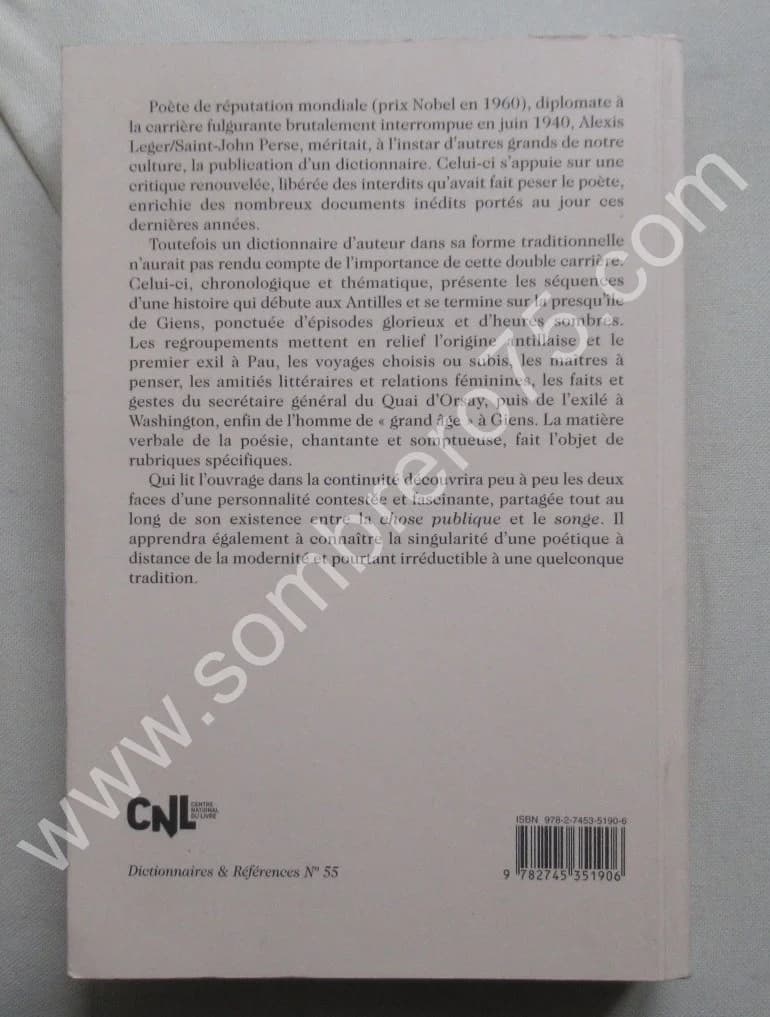 Poète de réputation mondiale (prix Nobel en 1960), diplomate à
la carrière fulgurante brutalement interrompue en juin 1940, Alexis
Leger/Saint-John Perse, méritait, à l'instar d'autres grands de notre
culture, la publication d'un dictionnaire. Celui-ci s'appuie sur une
critique renouvelée, libérée des interdits qu'avait fait peser le poète,
enrichie des nombreux documents inédits portés au jour ces
dernières années.
Toutefois un dictionnaire d'auteur dans sa forme traditionnelle
n'aurait pas rendu compte de l'importance de cette double carrière.
Celui-ci, chronologique et thématique, présente les séquences
d'une histoire qui débute aux Antilles et se termine sur la presqu'île
de Giens, ponctuée d'épisodes glorieux et d'heures sombres.
Les regroupements mettent en relief l'origine antillaise et le
premier exil à Pau, les voyages choisis ou subis, les maîtres à
penser, les amitiés littéraires et relations féminines, les faits et
gestes du secrétaire général du Quai d'Orsay, puis de l'exilé à
Washington, enfin de l'homme de « grand âge » à Giens. La matière
verbale de la poésie, chantante et somptueuse, fait l'objet de
rubriques spécifiques.
Qui lit l'ouvrage dans la continuité découvrira peu à peu les deux
faces d'une personnalité contestée et fascinante, partagée tout au
long de son existence entre la chose publique et le songe. Il
apprendra également à connaître la singularité d'une poétique à
distance de la modernité et pourtant irréductible à une quelconque
tradition.
www.sombrero75.com
CNL CENTRE
NATIONAL
DU LIVRE
ISBN 978-2-7453-5190-6
Dictionnaires & Références N° 55
9 782745 351906